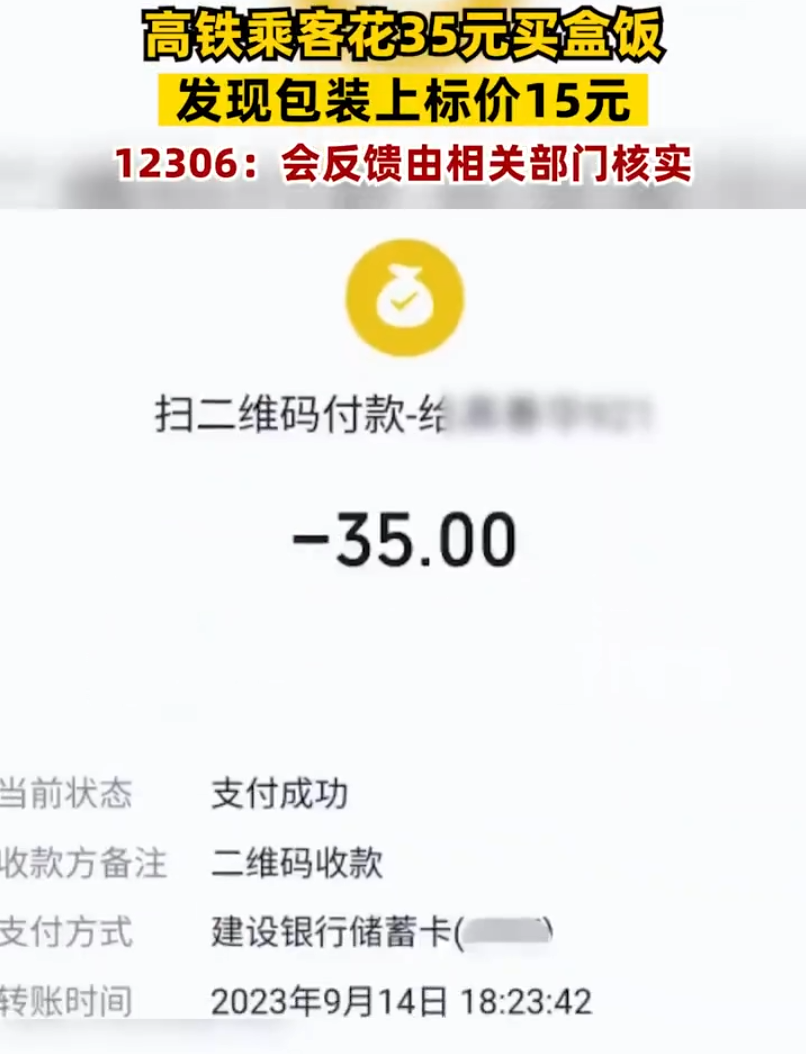 高铁乘客花35元买盒饭
发现包装上标价15元
12306：会反馈由相关部门核实
扫二维码付款-给
-35.00
当前状态 支付成功
收款方备注 二维码收款
支付方式 建设银行储蓄卡( )
转账时间 2023年9月14日 18:23:42